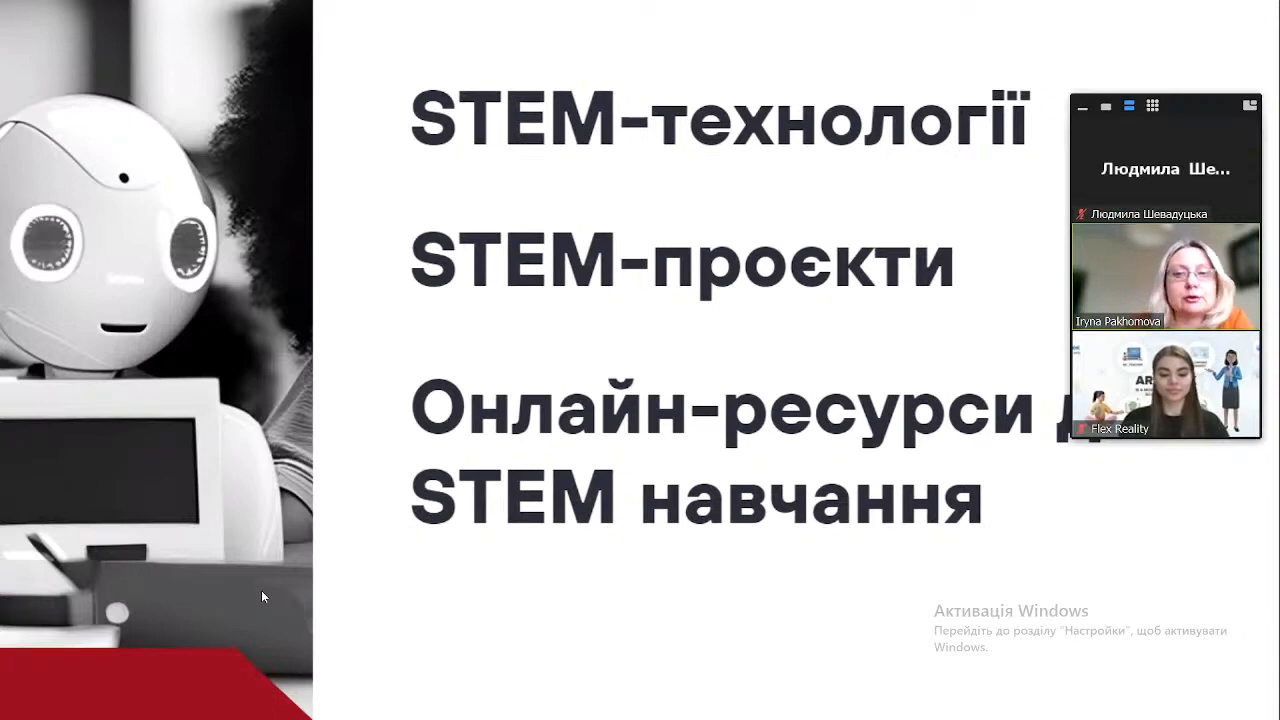 STEM-технології
STEM-проєкти
Онлайн-ресурси
STEM навчання
Людмила Ше...
Людмила Шевадуцька
Iryna Pakhomova
AR
Flex Reality
Активація Windows
Перейдіть до розділу "Настройки", щоб активувати
Windows.